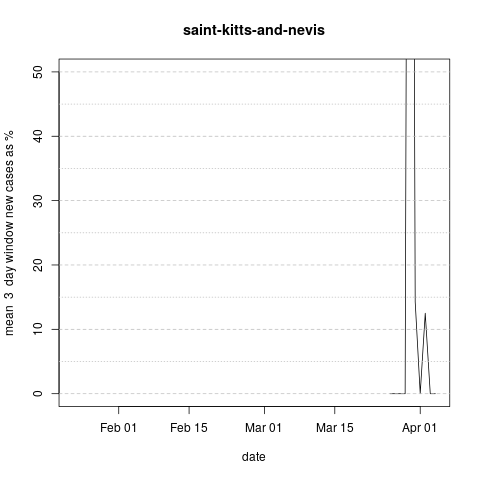 saint-kitts-and-nevis
mean 3 day window new cases as %
50
40
30
20
10
0
Feb 01 Feb 15 Mar 01 Mar 15 Apr 01
date